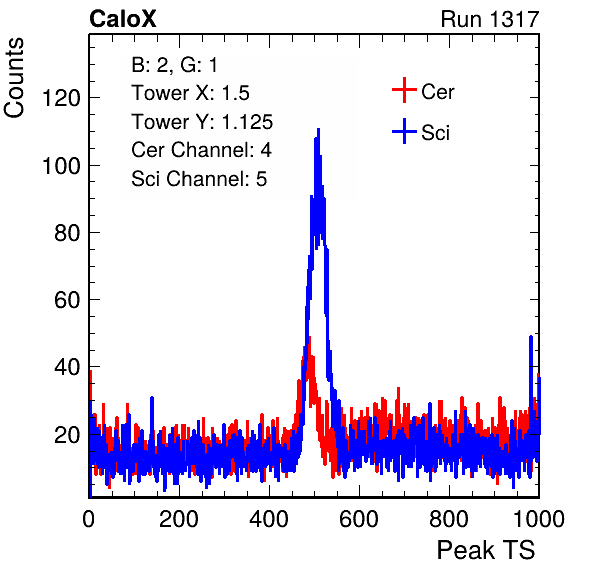 CaloX Run 1317
Counts
B: 2, G: 1
Tower X: 1.5
Tower Y: 1.125
Cer Channel: 4
Sci Channel: 5
Cer
Sci
120
100
80
60
40
20
0 200 400 600 800 1000
Peak TS